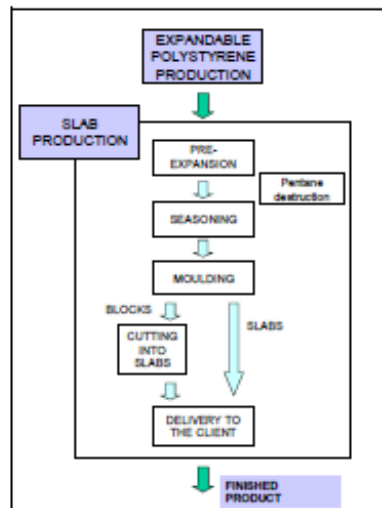 EXPANDABLE
POLYSTYRENE
PRODUCTION
SLAB
PRODUCTION
PRE-
EXPANSION
Pentane
destruction
SEASONING
MOULDING
BLOCKS
SLABS
CUTTING
INTO
SLABS
DELIVERY TO
THE CLIENT
FINISHED
PRODUCT